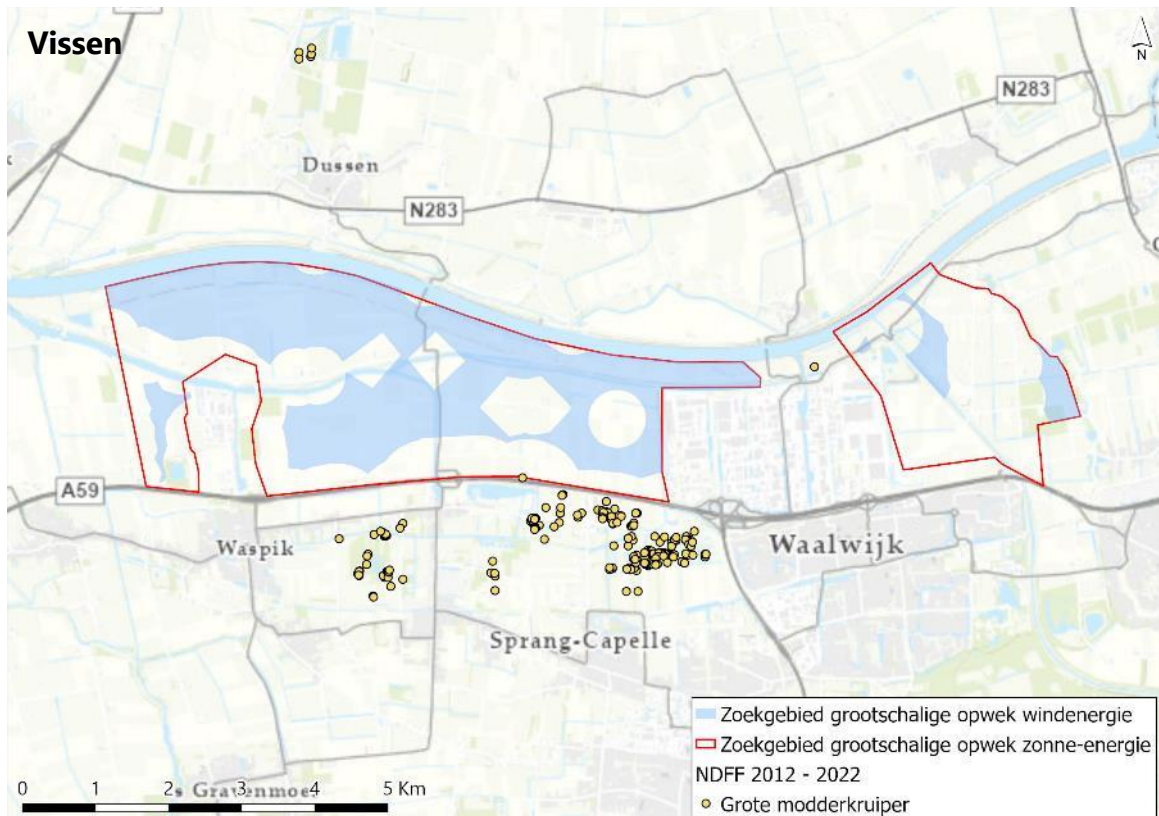 Vissen
N
N283
Dussen
N283
A59
Waspik
Waalwijk
Sprang-Capelle
Zoekgebied grootschalige opwek windenergie
Zoekgebied grootschalige opwek zonne-energie
NDFF 2012 - 2022
Grote modderkruiper
0 1 2 3 4 5 Km
's Gravenmoer